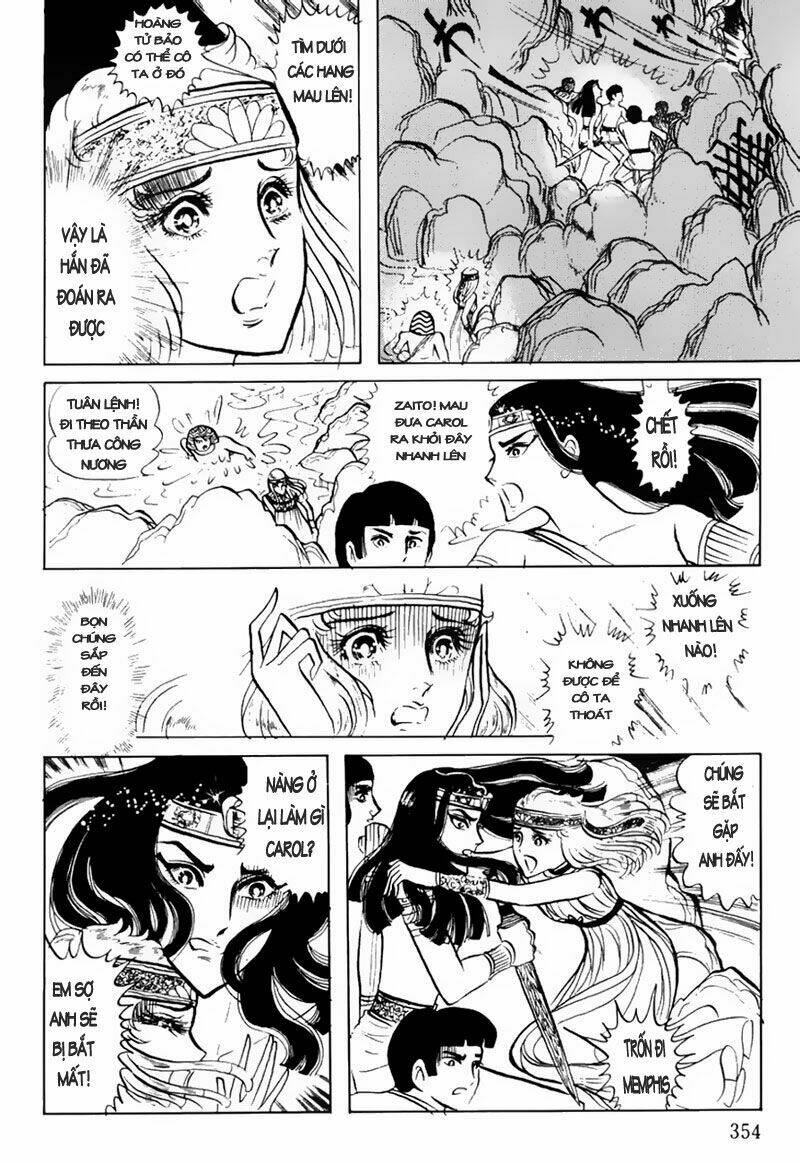 HOÀNG
TỬ BẢO
CÓ THỂ CÔ
TA Ở ĐÓ
TÌM DƯỚI
CÁC HANG
MAU LÊN!
VẬY LÀ
HẮN ĐÃ
ĐOÁN RA
ĐƯỢC
TUÂN LỆNH!
ĐI THEO THẦN
THƯA CÔNG
NƯƠNG
ZAITO! MAU
ĐƯA CAROL
RA KHỎI ĐÂY
NHANH LÊN
CHẾT
RỒI!
BỌN
CHÚNG
SẮP
ĐẾN
ĐÂY
RỒI!
KHÔNG
ĐƯỢC ĐỂ
CÔ TA
THOÁT
XUỐNG
NHANH LÊN
NÀO!
NÀNG Ở
LẠI LÀM GÌ
CAROL?
EM SỢ
ANH SẼ
BỊ BẮT
MẤT!
CHÚNG
SẼ BẮT
GẶP
ANH ĐẤY!
TRỐN ĐI
MEMPHIS
354